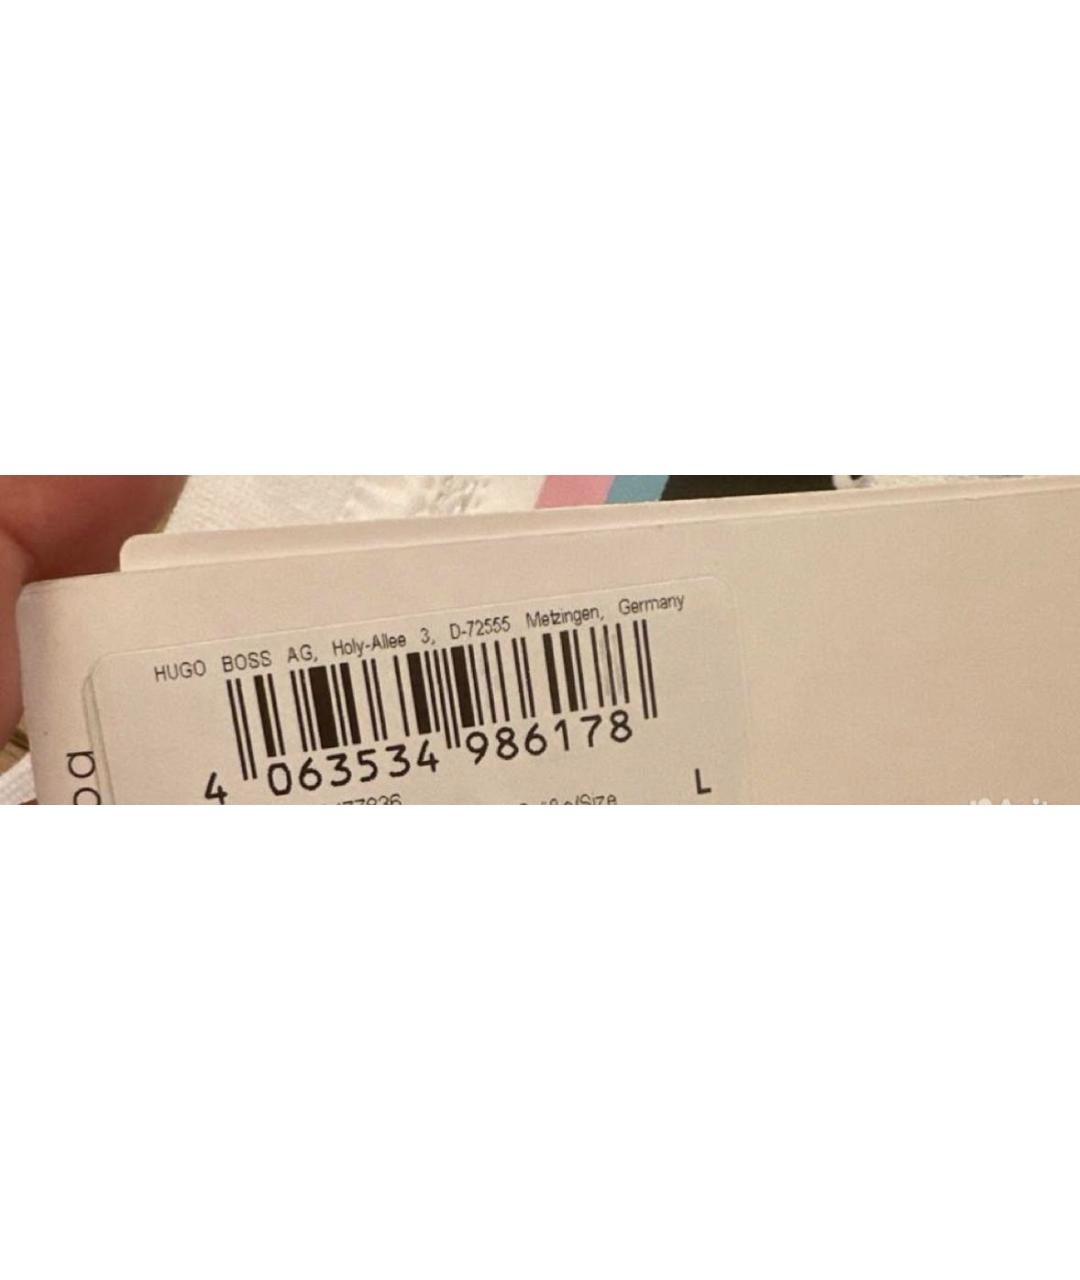 HUGO BOSS AG, Holy-Allee 3, D-72555 Metzingen, Germany
4 063534 986178
L